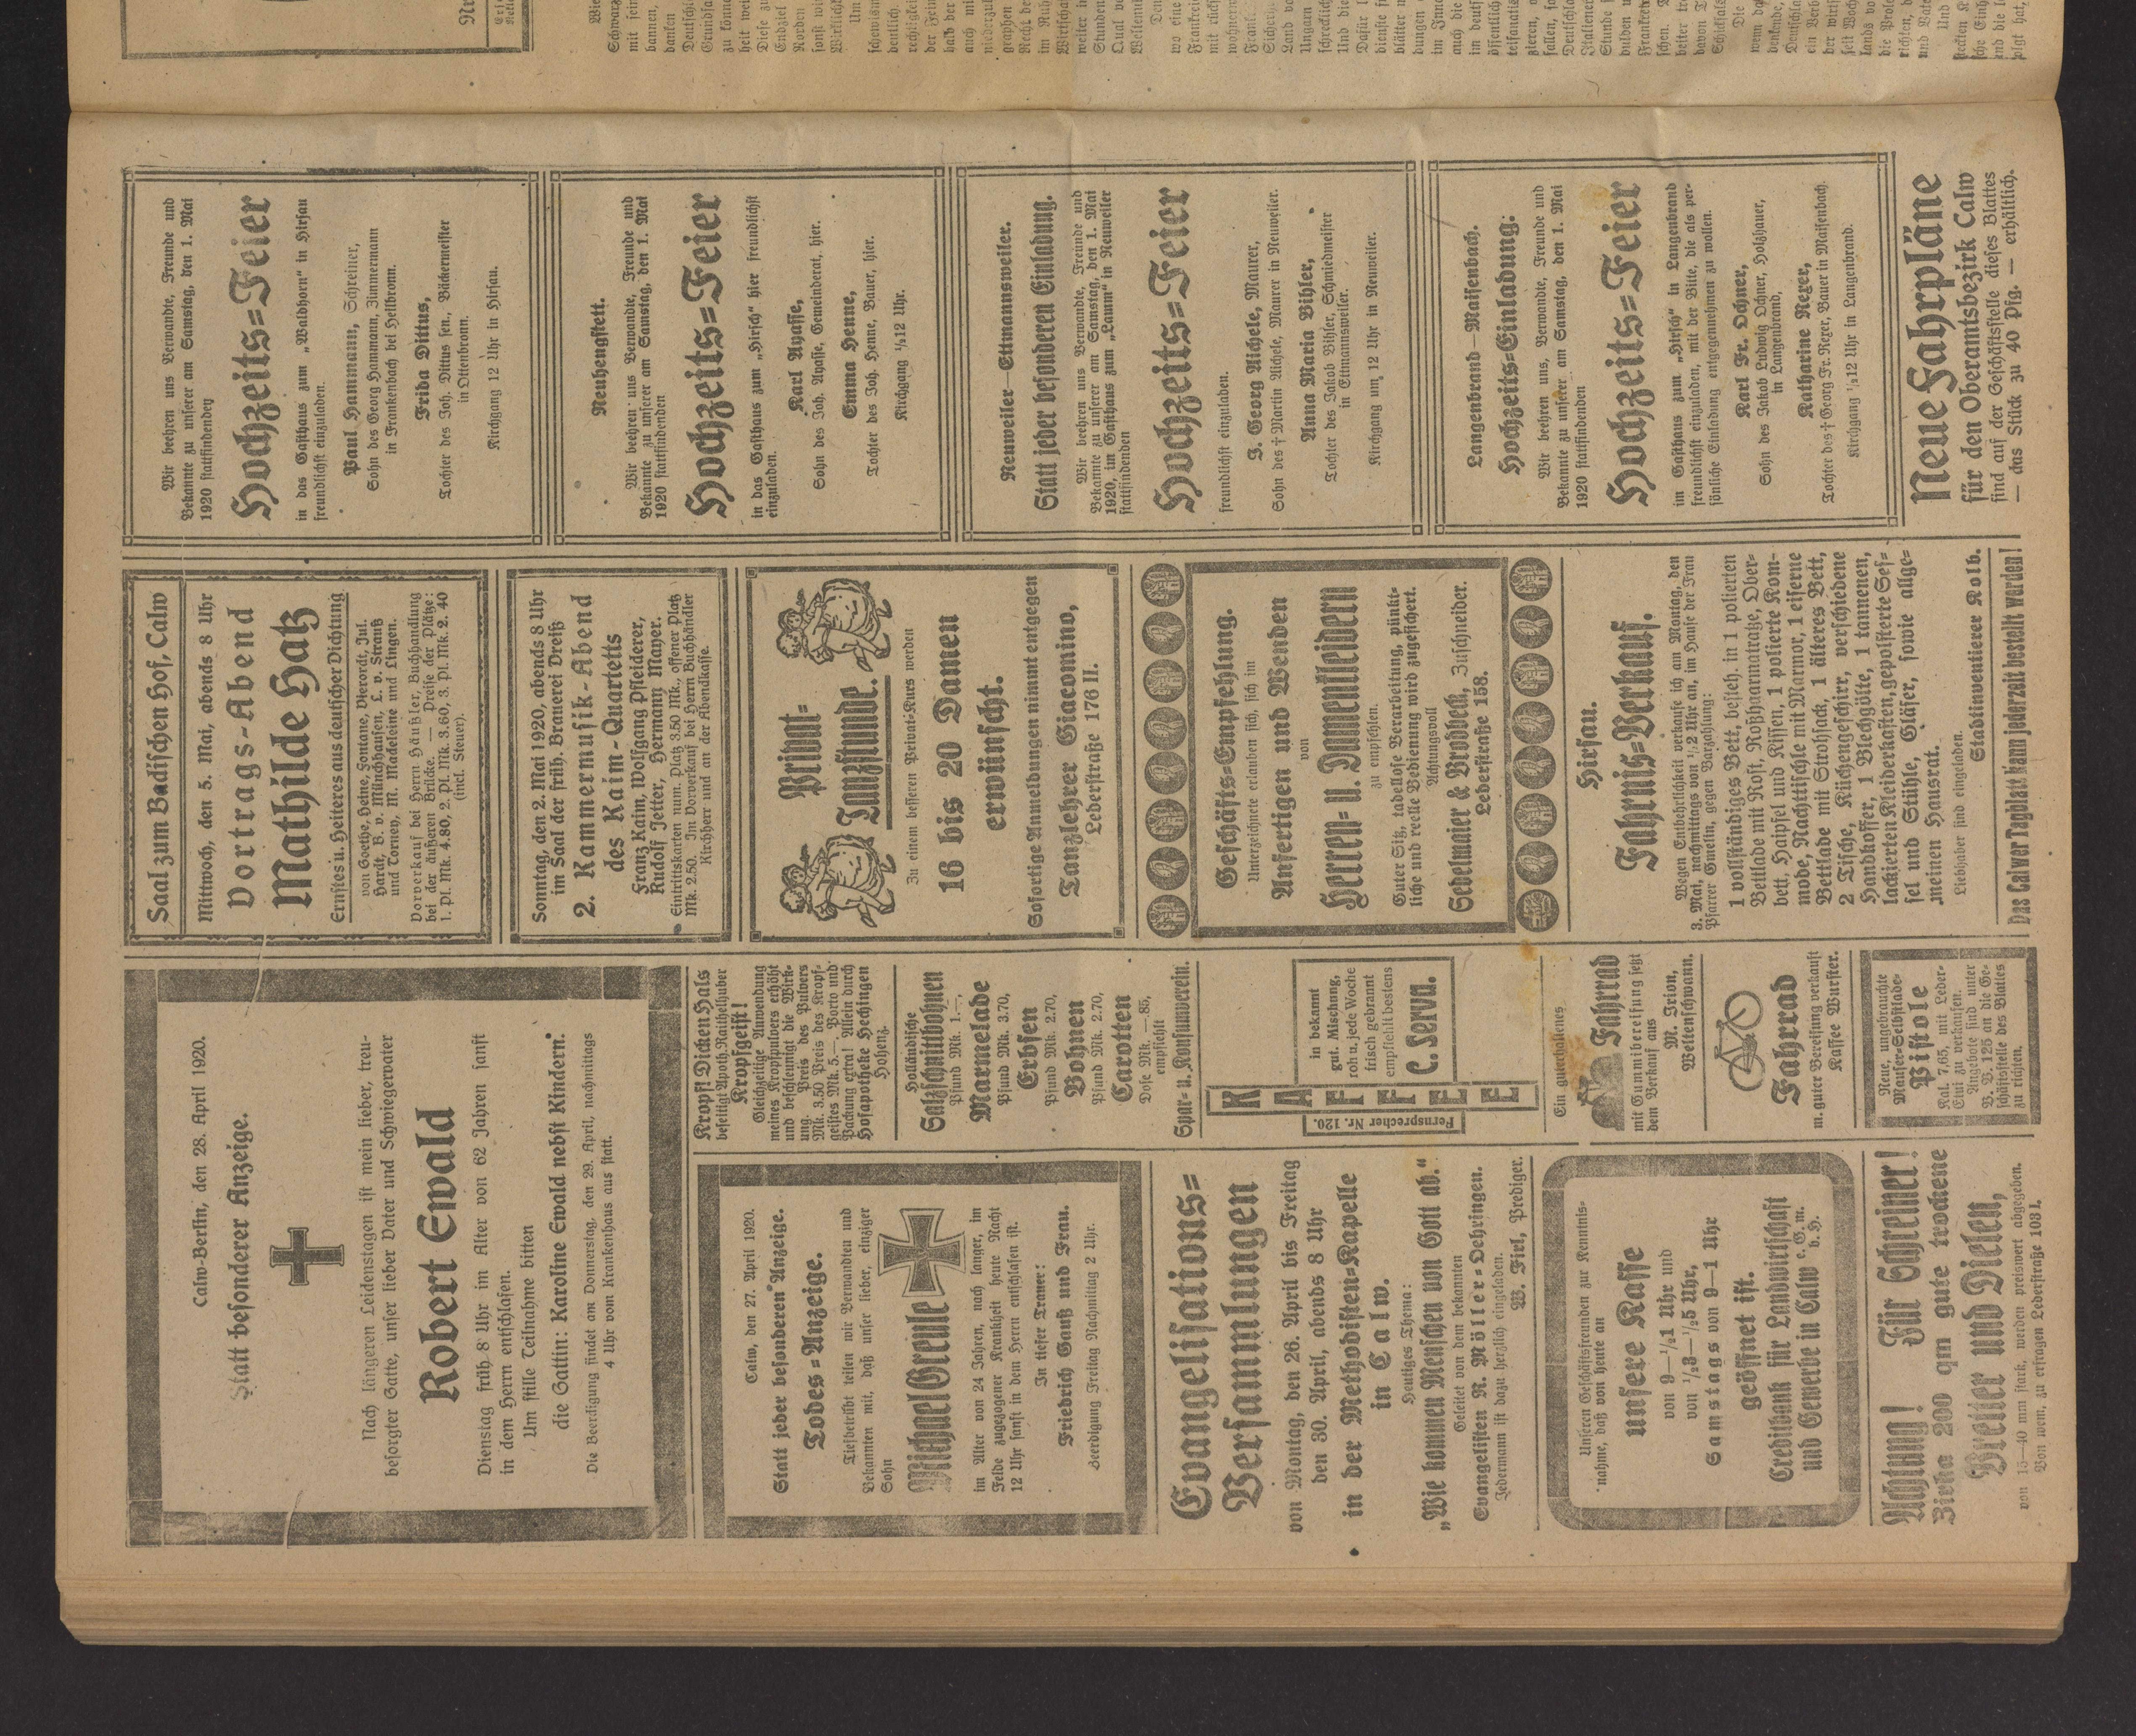 Calw-Berlin, den 28. April 1920.
Statt besonderer Anzeige.
Nach längeren Leidenstagen ist mein lieber, treu-
besorgter Gatte, unser lieber Vater und Schwiegervater
Robert Ewald
Dienstag früh 8 Uhr im Alter von 62 Jahren sanft
in dem Herrn entschlafen.
Um stille Teilnahme bitten
die Gattin: Karoline Ewald nebst Kindern.
Die Beerdigung findet am Donnerstag, den 29. April, nachmittags
4 Uhr vom Krankenhaus aus statt.
Calw, den 27. April 1920.
Statt jeder besonderen Anzeige.
Todes-Anzeige.
Tiefbetrübt teilen wir Verwandten und
Bekannten mit, daß unser lieber, einziger
Sohn
Michael Greule
im Alter von 24 Jahren, nach langer, im
Felde zugezogener Krankheit heute Nacht
12 Uhr sanft in dem Herrn entschlafen ist.
In tiefer Trauer:
Friedrich Gauß und Frau.
Beerdigung Freitag Nachmittag 2 Uhr.
Evangelisations-
Versammlungen
von Montag, den 26. April bis Freitag
den 30. April, abends 8 Uhr
in der Methodisten-Kapelle
in Calw.
Heutiges Thema:
„Wie kommen Menschen von Gott ab."
Geleitet von dem bekannten
Evangelisten R. Möller-Oehringen.
Jedermann ist dazu herzlich eingeladen.
W. Firl, Prediger.
Unseren Geschäftsfreunden zur Kenntnis-
nahme, daß von heute an
unsere Kasse
von 9—1/21 Uhr und
von 1/23—1/25 Uhr,
Samstags von 9—1 Uhr
geöffnet ist.
Creditbank für Landwirtschaft
und Gewerbe in Calw e. G. m. b. H.
Achtung! Für Schreiner!
Zirka 200 qm gute trockene
Bretter und Dielen,
von 15—40 mm stark, werden preiswert abgegeben.
Von wem, zu erfragen Lederstraße 103 I.
Kropf! Dicken Hals
beseitigt Apoth. Raithelhuber
Kropfgeist!
Gleichzeitige Anwendung
meines Kropfpulvers erhöht
und beschleunigt die Wirk-
ung. Preis des Pulvers
Mk. 3.50 Preis des Kropf-
geistes Mk 5.—, Porto und
Packung extra! Allein durch
Hofapotheke Hechingen
Hohenz.
Holländische
Salzschnittbohnen
Pfund Mk. 1.—,
Marmelade
Pfund Mk. 3.70,
Erbsen
Pfund Mk. 2.70,
Bohnen
Pfund Mk. 2.70,
Carotten
Dose Mk. —.85,
empfiehlt
Spar- u. Konsumverein.
KAFFEE
Fernsprecher Nr. 120.
in bekannt
gut. Mischung,
roh u. jede Woche
frisch gebrannt
empfiehlt bestens
C. Serva.
Ein guterhaltenes
Fahrrad
mit Gummibereifung setzt
dem Verkauf aus
M. Irion,
Weltenschwann.
Fahrrad
m. guter Bereifung verkauft
Kaffee Wurster.
Neue, ungebrauchte
Mauser-Selbstlade-
Pistole
Kal. 7,65, mit Leder-
Etui zu verkaufen.
Angebote sind unter
B. B. 125 an die Ge-
schäftsstelle des Blattes
zu richten.
Saal zum Badischen Hof, Calw
Mittwoch, den 5. Mai, abends 8 Uhr
Vortrags-Abend
Mathilde Hatz
Ernstes u. Heiteres aus deutscher Dichtung
von Goethe, Heine, Fontane, Vierordt, Jul.
Hardt, B. v. Münchhausen, L. v. Strauß
und Torney, M. Madeleine und Lingen.
Vorverkauf bei Herrn Häußler, Buchhandlung
bei der äußeren Brücke. — Preise der Plätze:
1. Pl. Mk. 4.80, 2. Pl. Mk. 3.60, 3. Pl. Mk. 2. 40
(incl. Steuer).
Sonntag, den 2. Mai 1920, abends 8 Uhr
im Saal der früh. Brauerei Dreiß
2. Kammermusik-Abend
des Kaim-Quartetts
Franz Kaim, Wolfgang Pfleiderer,
Rudolf Jetter, Hermann Mayer.
Eintrittskarten num. Platz 3.50 Mk., offener Platz
Mk. 2.50. Im Vorverkauf bei Herrn Buchhändler
Kirchherr und an der Abendkasse.
Privat-
Tanzstunde.
Zu einem besseren Privat-Kurs werden
16 bis 20 Damen
erwünscht.
Sofortige Anmeldungen nimmt entgegen
Tanzlehrer Giacomino,
Lederstraße 176 II.
Geschäfts-Empfehlung.
Unterzeichnete erlauben sich, sich im
Anfertigen und Wenden
von
Herren- u. Damenkleidern
zu empfehlen.
Guter Sitz, tadellose Verarbeitung, pünkt-
liche und reelle Bedienung wird zugesichert.
Achtungsvoll
Sedelmaier & Brodbeck, Zuschneider.
Lederstraße 158.
Hirsau.
Fahrnis-Verkauf.
Wegen Entbehrlichkeit verkaufe ich am Montag, den
3. Mai, nachmittags von 1/2 2 Uhr an, im Hause der Frau
Pfarrer Gmelin, gegen Barzahlung:
1 vollständiges Bett, besteh. in 1 polierten
Bettlade mit Rost, Roßhaarmatratze, Ober-
bett, Haipfel und Kissen, 1 polierte Kom-
mode, Nachttischle mit Marmor, 1 eiserne
Bettlade mit Strohsack, 1 älteres Bett,
2 Tische, Küchengeschirr, verschiedene
Handkoffer, 1 Blechgölte, 1 tannenen,
lackierten Kleiderkasten, gepolsterte Ses-
sel und Stühle, Gläser, sowie allge-
meinen Hausrat.
Liebhaber sind eingeladen.
Stadtinventierer Kolb.
Das Calwer Tagblatt kann jederzeit bestellt werden!
Wir beehren uns Verwandte, Freunde und
Bekannte zu unserer am Samstag, den 1. Mai
1920 stattfindenden
Hochzeits-Feier
in das Gasthaus zum „Waldhorn" in Hirsau
freundlichst einzuladen.
Paul Hammann, Schreiner,
Sohn des Georg Hammann, Zimmermann
in Frankenbach bei Heilbronn.
Frida Dittus,
Tochter des Joh. Dittus sen., Bäckermeister
in Ottenbronn.
Kirchgang 12 Uhr in Hirsau.
Neuhengstett.
Wir beehren uns Verwandte, Freunde und
Bekannte zu unserer am Samstag, den 1. Mai
1920 stattfindenden
Hochzeits-Feier
in das Gasthaus zum „Hirsch" hier freundlichst
einzuladen.
Karl Ayasse,
Sohn des Joh. Ayasse, Gemeinderat, hier.
Emma Henne,
Tochter des Joh. Henne, Bauer, hier.
Kirchgang 1/212 Uhr.
Neuweiler—Ettmannsweiler.
Statt jeder besonderen Einladung.
Wir beehren uns Verwandte, Freunde und
Bekannte zu unserer am Samstag, den 1. Mai
1920, im Gasthaus zum „Lamm" in Neuweiler
stattfindenden
Hochzeits-Feier
freundlichst einzuladen.
J. Georg Aichele, Maurer,
Sohn des † Martin Aichele, Maurer in Neuweiler.
Anna Maria Bihler,
Tochter des Jakob Bihler, Schmiedmeister
in Ettmannsweiler.
Kirchgang um 12 Uhr in Neuweiler.
Langenbrand—Maisenbach.
Hochzeits-Einladung.
Wir beehren uns, Verwandte, Freunde und
Bekannte zu unserer am Samstag, den 1. Mai
1920 stattfindenden
Hochzeits-Feier
im Gasthaus zum „Hirsch" in Langenbrand
freundlichst einzuladen, mit der Bitte, die als per-
sönliche Einladung entgegennehmen zu wollen.
Karl Fr. Ochner,
Sohn des Jakob Ludwig Ochner, Holzhauer,
in Langenbrand,
Katharine Rexer,
Tochter des † Georg Fr. Rexer, Bauer in Maisenbach.
Kirchgang 1/212 Uhr in Langenbrand.
Neue Fahrpläne
für den Oberamtsbezirk Calw
sind auf der Geschäftsstelle dieses Blattes
— das Stück zu 40 Pfg. — erhältlich.